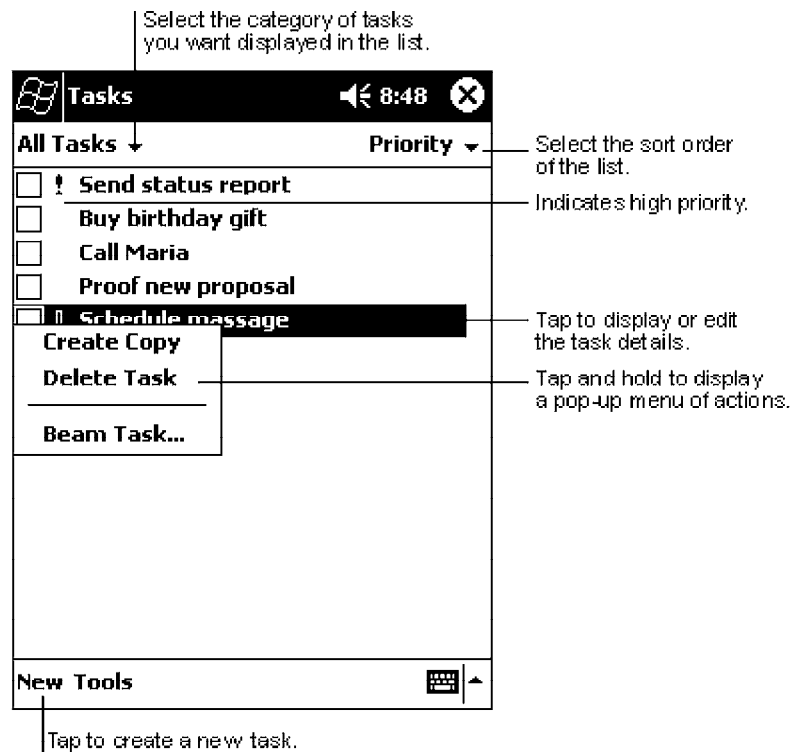 Select the category of tasks
you want displayed in the list.
Tasks 8:48
All Tasks Priority
Select the sort order
of the list.
! Send status report
Indicates high priority.
Buy birthday gift
Call Maria
Proof new proposal
Schedule massage
Tap to display or edit
the task details.
Create Copy
Delete Task
Tap and hold to display
a pop-up menu of actions.
Beam Task...
New Tools
Tap to create a new task.